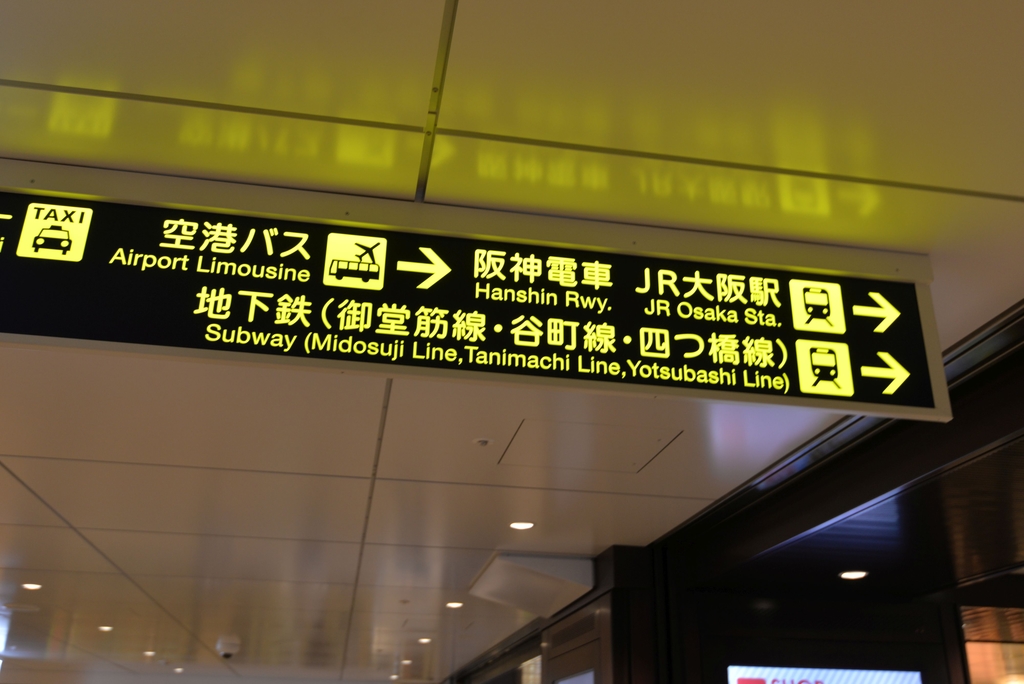 TAXI
空港バス
Airport Limousine
阪神電車
Hanshin Rwy.
JR大阪駅
JR Osaka Sta.
地下鉄(御堂筋線・谷町線・四つ橋線)
Subway (Midosuji Line,Tanimachi Line,Yotsubashi Line)